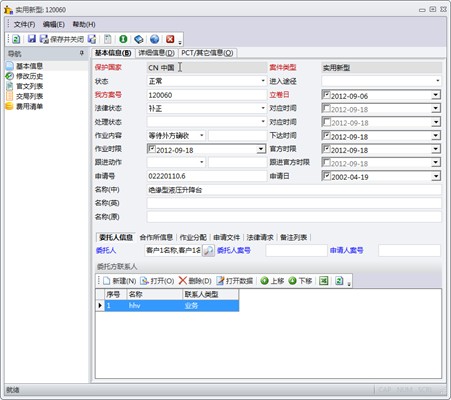 实用新型: 120060
文件(F) 编辑(E) 帮助(H)
保存并关闭
导航
基本信息
修改历史
官文列表
交局列表
费用清单
基本信息(B) 详细信息(D) PCT/其它信息(O)
保护国家 CN 中国 案件类型 实用新型
状态 正常 进入途径
我方案号 120060 立卷日 2012-09-06
法律状态 补正 对应时间 2012-09-18
处理状态 对应时间 2012-09-18
作业内容 等待外方确收 下达时间 2012-09-18
作业时限 2012-09-18 官方时限 2012-09-18
跟进动作 跟进官方时限 2012-09-18
申请号 02220110.6 申请日 2002-04-19
名称(中) 绝缘型液压升降台
名称(英)
名称(原)
委托人信息 合作所信息 作业分配 申请文件 法律请求 备注列表
委托人 客户1名称,客户1名 委托人案号 申请人案号
委托方联系人
新建(N) 打开(O) 删除(D) 打开数据 上移 下移
序号 名称 联系人类型
1 hhv 业务
就绪
CAP NUM SCRL